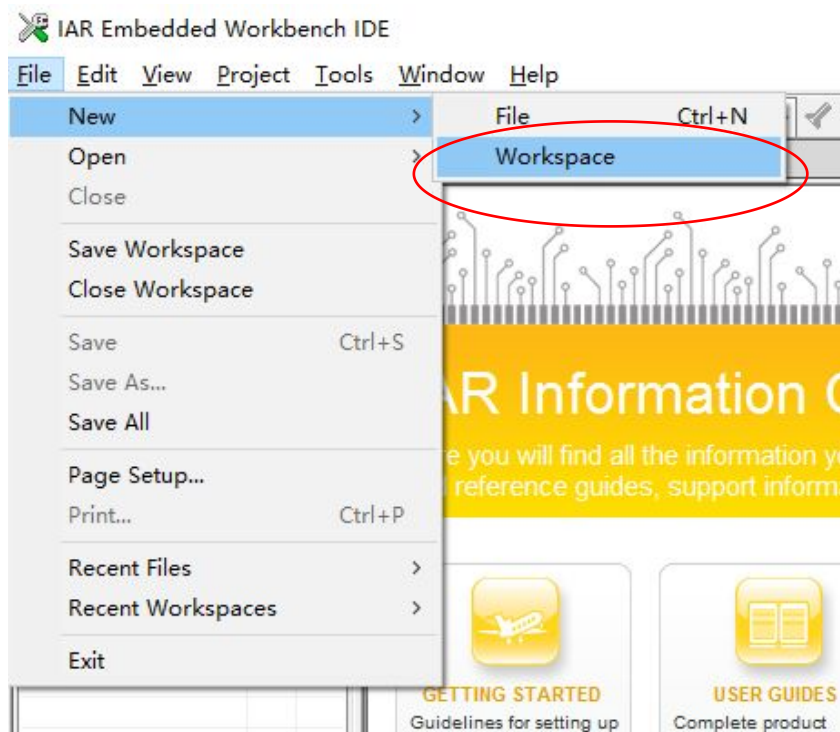 IAR Embedded Workbench IDE
File Edit View Project Tools Window Help
New
File Ctrl+N
Open
Workspace
Close
Save Workspace
Close Workspace
Save Ctrl+S
Save As...
Save All
AR Information
e you will find all the information
Page Setup...
reference guides, support
Print... Ctrl+P
Recent Files
Recent Workspaces
Exit
GETTING STARTED
USER GUIDES
Guidelines for setting up
Complete product